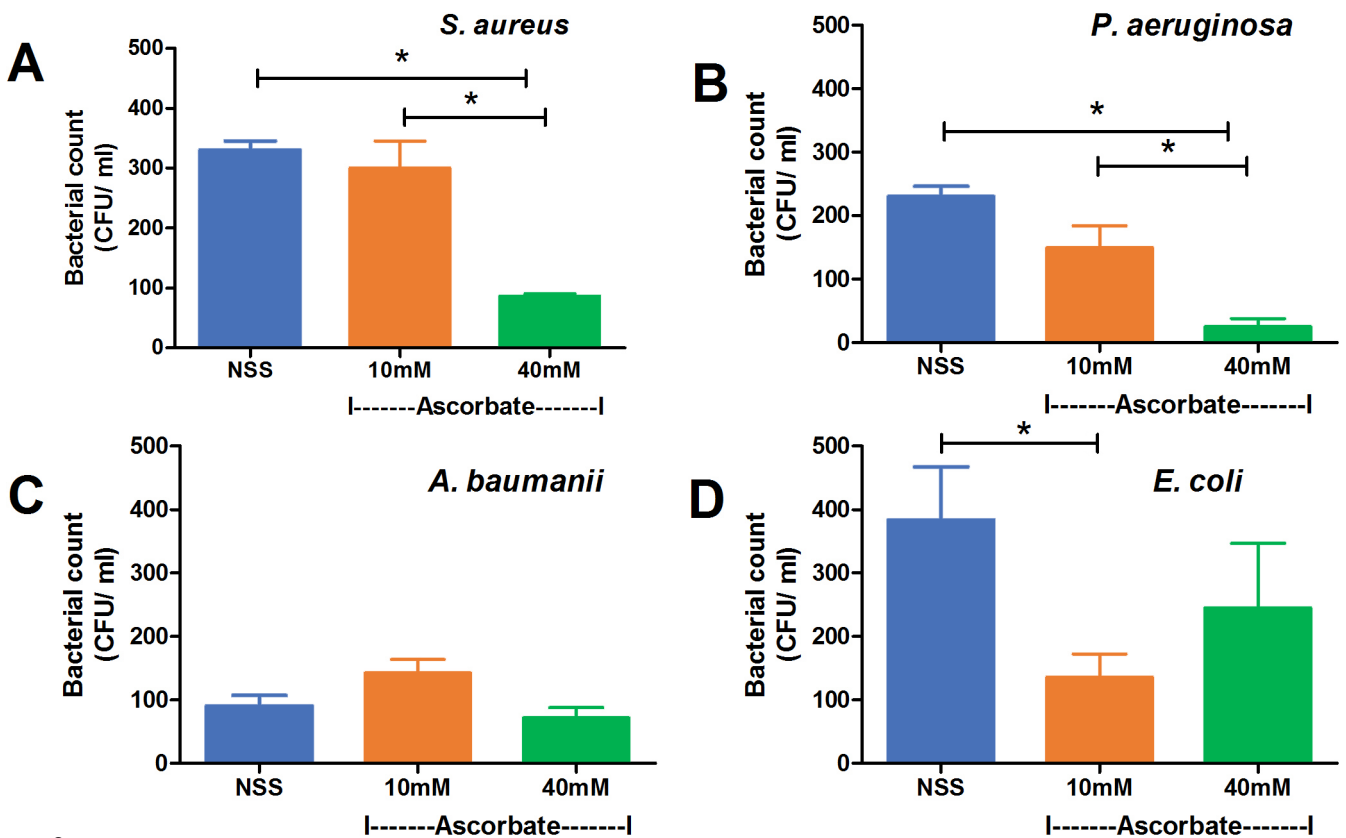 A
S. aureus
Bacterial count
(CFU/ ml)
500
400
300
200
100
0
*
*
NSS
10mM
40mM
I-------Ascorbate-------I
B
P. aeruginosa
Bacterial count
(CFU/ ml)
500
400
300
200
100
0
*
*
NSS
10mM
40mM
I-------Ascorbate-------I
C
A. baumanii
Bacterial count
(CFU/ ml)
500
400
300
200
100
0
NSS
10mM
40mM
I-------Ascorbate-------I
D
E. coli
Bacterial count
(CFU/ ml)
500
400
300
200
100
0
*
NSS
10mM
40mM
I-------Ascorbate-------I